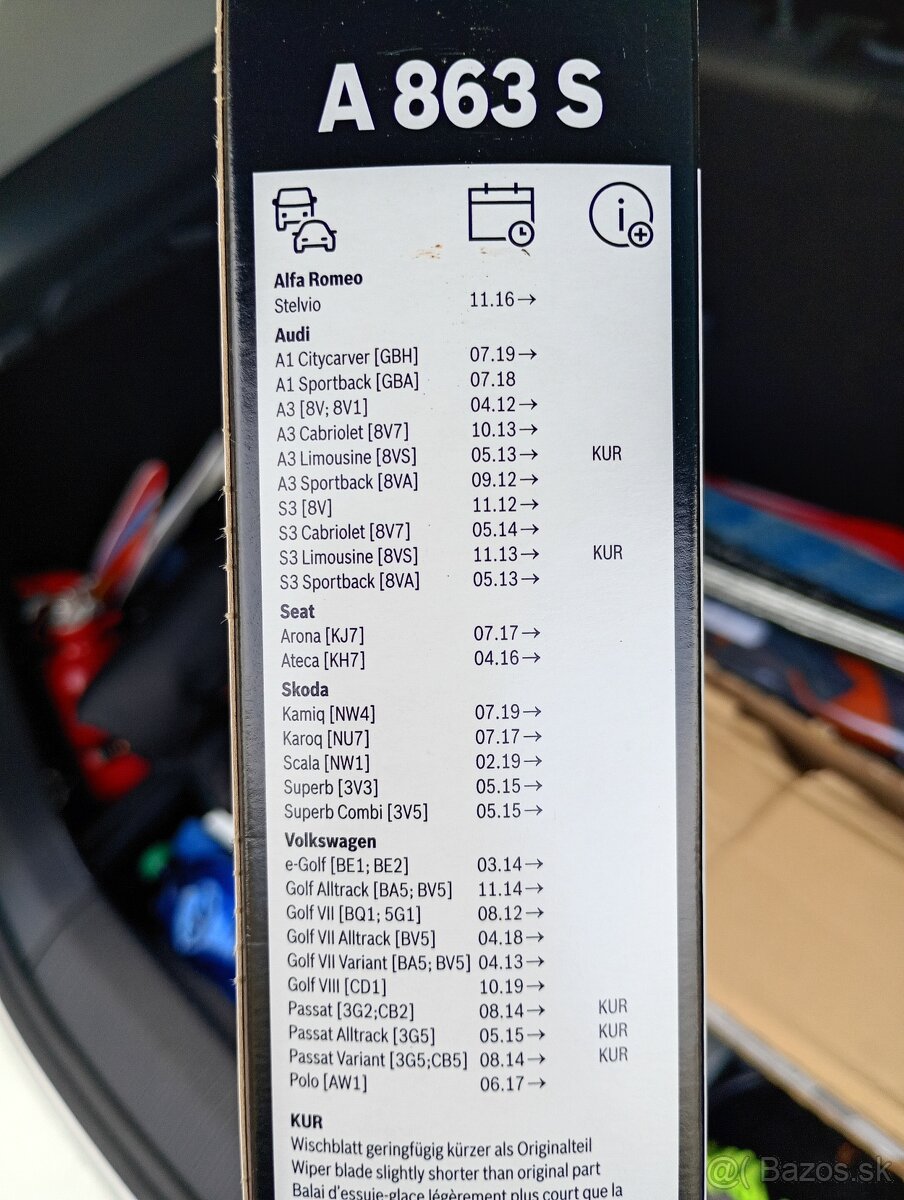 A 863 S
Alfa Romeo
Stelvio 11.16→
Audi
A1 Citycarver [GBH] 07.19→
A1 Sportback [GBA] 07.18
A3 [8V; 8V1] 04.12→
A3 Cabriolet [8V7] 10.13→
A3 Limousine [8VS] 05.13→ KUR
A3 Sportback [8VA] 09.12→
S3 [8V] 11.12→
S3 Cabriolet [8V7] 05.14→
S3 Limousine [8VS] 11.13→ KUR
S3 Sportback [8VA] 05.13→
Seat
Arona [KJ7] 07.17→
Ateca [KH7] 04.16→
Skoda
Kamiq [NW4] 07.19→
Karoq [NU7] 07.17→
Scala [NW1] 02.19→
Superb [3V3] 05.15→
Superb Combi [3V5] 05.15→
Volkswagen
e-Golf [BE1; BE2] 03.14→
Golf Alltrack [BA5; BV5] 11.14→
Golf VII [BQ1; 5G1] 08.12→
Golf VII Alltrack [BV5] 04.18→
Golf VII Variant [BA5; BV5] 04.13→
Golf VIII [CD1] 10.19→
Passat [3G2;CB2] 08.14→ KUR
Passat Alltrack [3G5] 05.15→ KUR
Passat Variant [3G5;CB5] 08.14→ KUR
Polo [AW1] 06.17→
KUR
Wischblatt geringfügig kürzer als Originalteil
Wiper blade slightly shorter than original part
Balai d'essuie-glace légèrement plus court que la
@( Bazos.sk